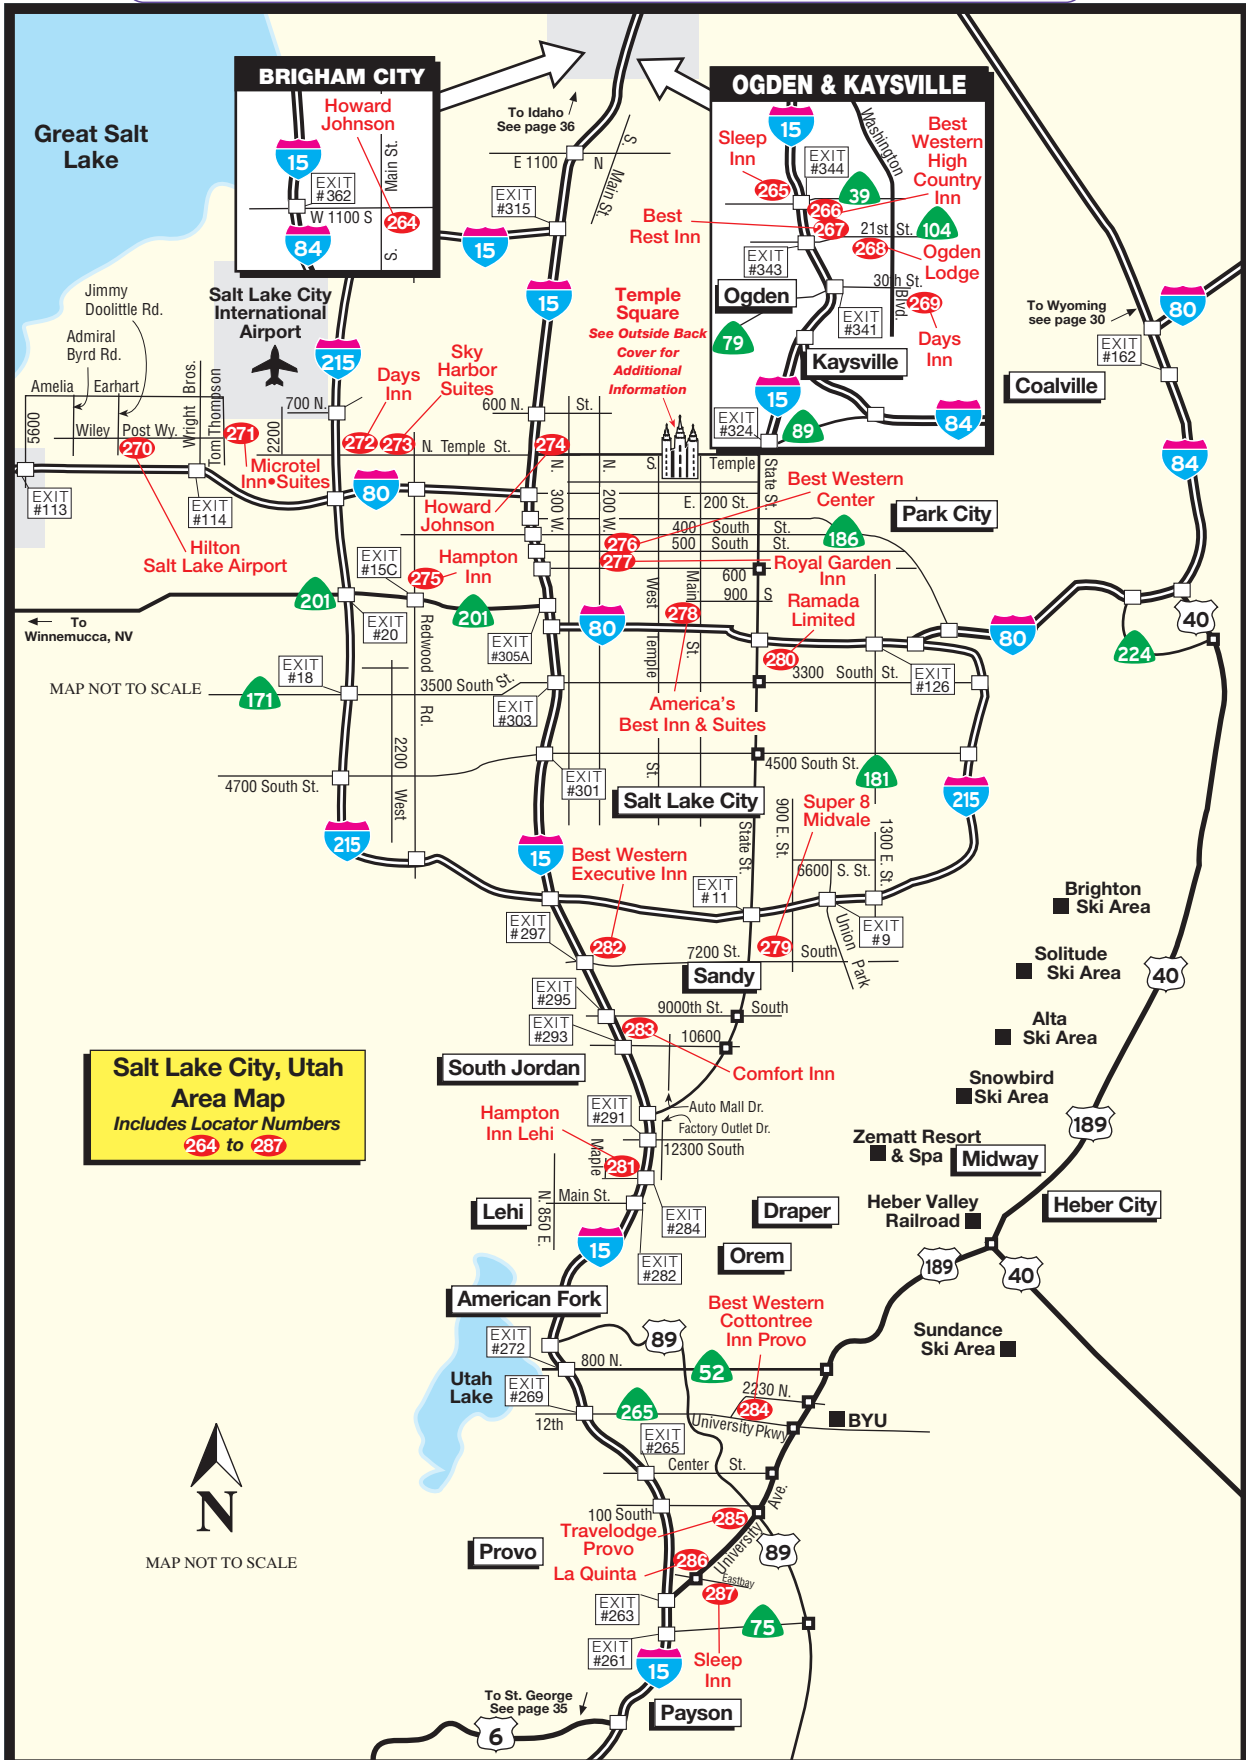 BRIGHAM CITY
Howard
Johnson
15
EXIT
#362
Main St.
W 1100 S
264
84
S.
Great Salt
Lake
To Idaho
See page 36
E 1100
N
S.
Main St.
EXIT
#315
15
15
OGDEN & KAYSVILLE
15
Washington
Sleep
Inn
EXIT
#344
Best
Western
High
Country
Inn
265
39
266
267
21st St.
104
268
Best
Rest Inn
EXIT
#343
Ogden
Lodge
30th St.
Blvd.
269
Ogden
EXIT
#341
79
Days
Inn
Kaysville
15
EXIT
#324
89
84
Temple
Square
See Outside Back
Cover for
Additional
Information
To Wyoming
see page 30
80
EXIT
#162
Coalville
84
Jimmy
Doolittle Rd.
Admiral
Byrd Rd.
Salt Lake City
International
Airport
215
Amelia
Earhart
Wright Bros.
Tom Thompson
5600
Wiley
Post Wy.
270
271
2200
700 N.
Days
Inn
Sky
Harbor
Suites
600 N.
St.
272
273
N. Temple St.
274
S.
Temple
State St.
Microtel
Inn•Suites
EXIT
#113
EXIT
#114
80
Howard
Johnson
N.
300 W.
N.
200 W.
E. 200 St.
400 South St.
500 South St.
Best Western
Center
186
Park City
Hilton
Salt Lake Airport
EXIT
#15C
Hampton
Inn
275
276
277
Royal Garden
Inn
600
900 S
Ramada
Limited
201
201
To
Winnemucca, NV
EXIT
#20
Redwood
Rd.
EXIT
#305A
80
West
Temple
St.
Main
St.
278
280
80
40
224
EXIT
#18
MAP NOT TO SCALE
171
3500 South St.
EXIT
#303
3300 South St.
EXIT
#126
America's
Best Inn & Suites
2200
West
4700 South St.
EXIT
#301
4500 South St.
181
215
215
Salt Lake City
State St.
900 E. St.
Super 8
Midvale
1300 E. St.
15
Best Western
Executive Inn
EXIT
#11
6600 S. St.
Union Park
EXIT
#9
EXIT
#297
282
7200 St.
279
South
Sandy
Brighton
Ski Area
Solitude
Ski Area
40
Alta
Ski Area
Snowbird
Ski Area
EXIT
#295
9000th St.
South
EXIT
#293
283
10600
South Jordan
Comfort Inn
Salt Lake City, Utah
Area Map
Includes Locator Numbers
264 to 287
Hampton
Inn Lehi
EXIT
#291
Auto Mall Dr.
Factory Outlet Dr.
12300 South
189
Zematt Resort
& Spa
Midway
Maple
281
Main St.
N. 850 E.
Lehi
EXIT
#284
Draper
Heber Valley
Railroad
Heber City
15
EXIT
#282
Orem
189
40
American Fork
Best Western
Cottontree
Inn Provo
Sundance
Ski Area
EXIT
#272
89
800 N.
52
Utah
Lake
EXIT
#269
265
2230 N.
284
BYU
12th
University Pkwy
EXIT
#265
Center St.
N
MAP NOT TO SCALE
100 South
285
Ave.
University
Travelodge
Provo
Provo
286
La Quinta
89
Eastbay
287
EXIT
#263
75
EXIT
#261
15
Sleep
Inn
To St. George
See page 35
Payson
6